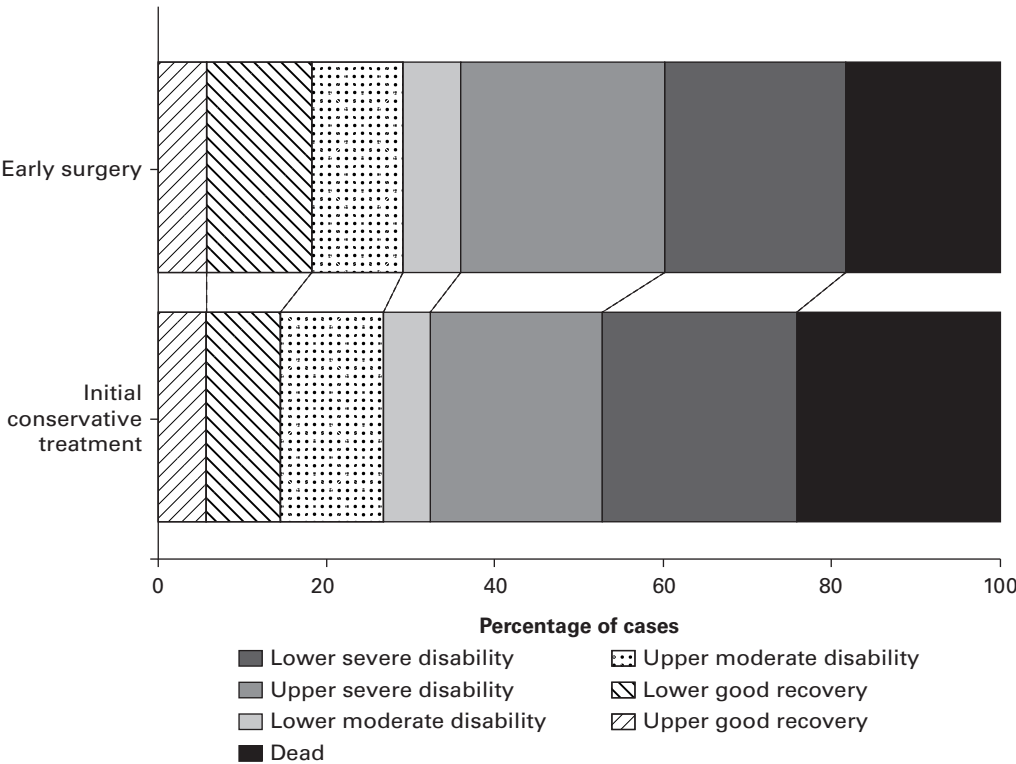 Early surgery
Initial
conservative
treatment
0
20
40
60
80
100
Percentage of cases
Lower severe disability
Upper severe disability
Lower moderate disability
Dead
Upper moderate disability
Lower good recovery
Upper good recovery